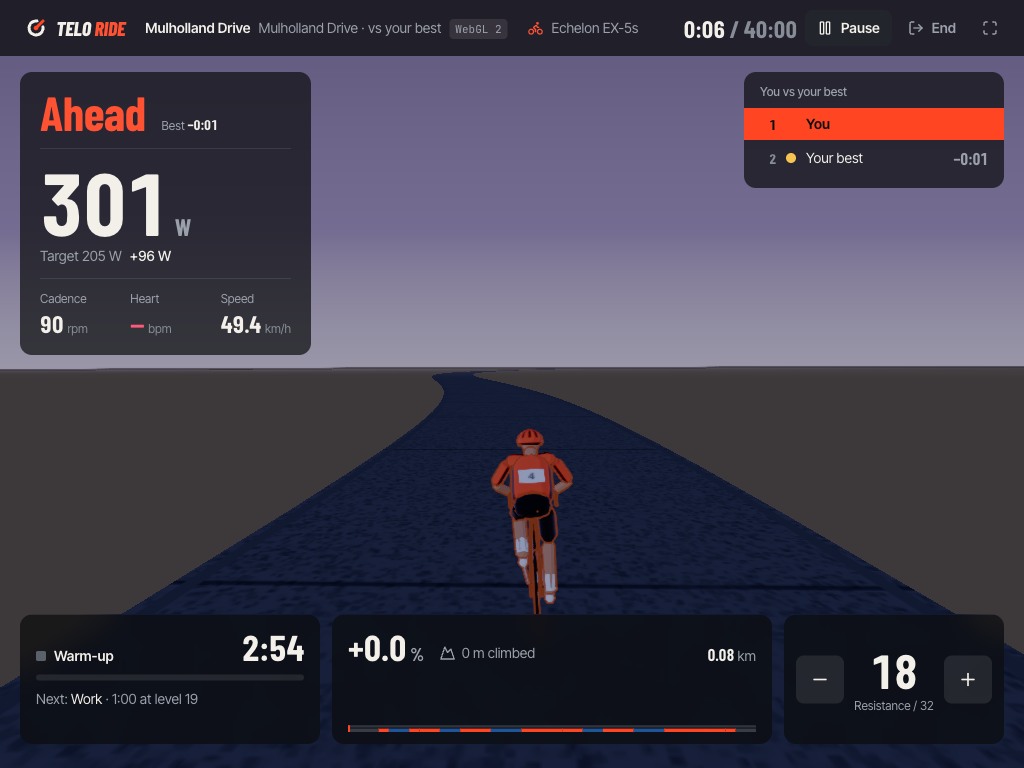 TELO RIDE Mulholland Drive Mulholland Drive · vs your best WebGL 2 Echelon EX-5s 0:06 / 40:00 Pause End
Ahead Best −0:01
301 W
Target 205 W +96 W
Cadence Heart Speed
90 rpm – bpm 49.4 km/h
You vs your best
1 You
2 Your best −0:01
4
Warm-up 2:54
Next: Work · 1:00 at level 19
+0.0 % 0 m climbed 0.08 km
− 18 +
Resistance / 32